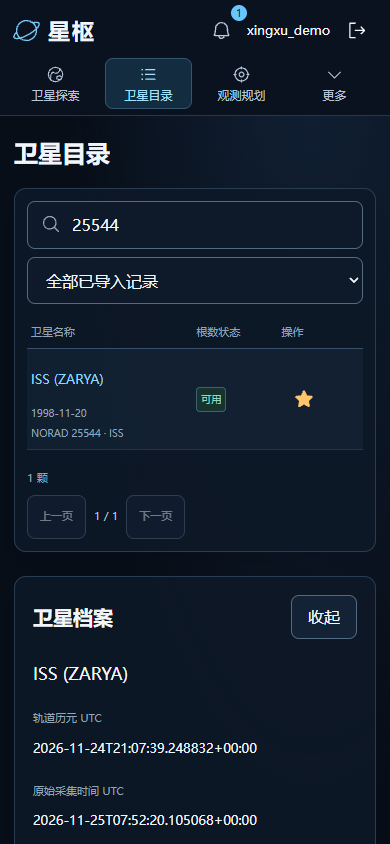 星枢
1
xingxu_demo
卫星探索
卫星目录
观测规划
更多
卫星目录
25544
全部已导入记录
卫星名称 根数状态 操作
ISS (ZARYA)
1998-11-20
NORAD 25544 · ISS
可用
1 颗
上一页 1 / 1 下一页
卫星档案
收起
ISS (ZARYA)
轨道历元 UTC
2026-11-24T21:07:39.248832+00:00
原始采集时间 UTC
2026-11-25T07:52:20.105068+00:00